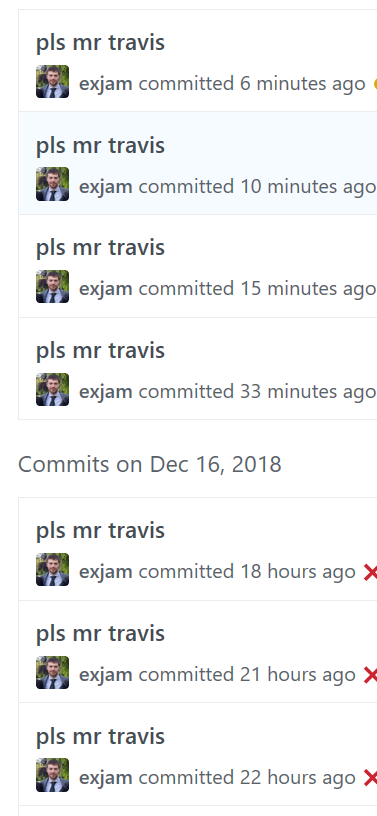 pls mr travis
exjam committed 6 minutes ago
pls mr travis
exjam committed 10 minutes ago
pls mr travis
exjam committed 15 minutes ago
pls mr travis
exjam committed 33 minutes ago
Commits on Dec 16, 2018
pls mr travis
exjam committed 18 hours ago
pls mr travis
exjam committed 21 hours ago
pls mr travis
exjam committed 22 hours ago